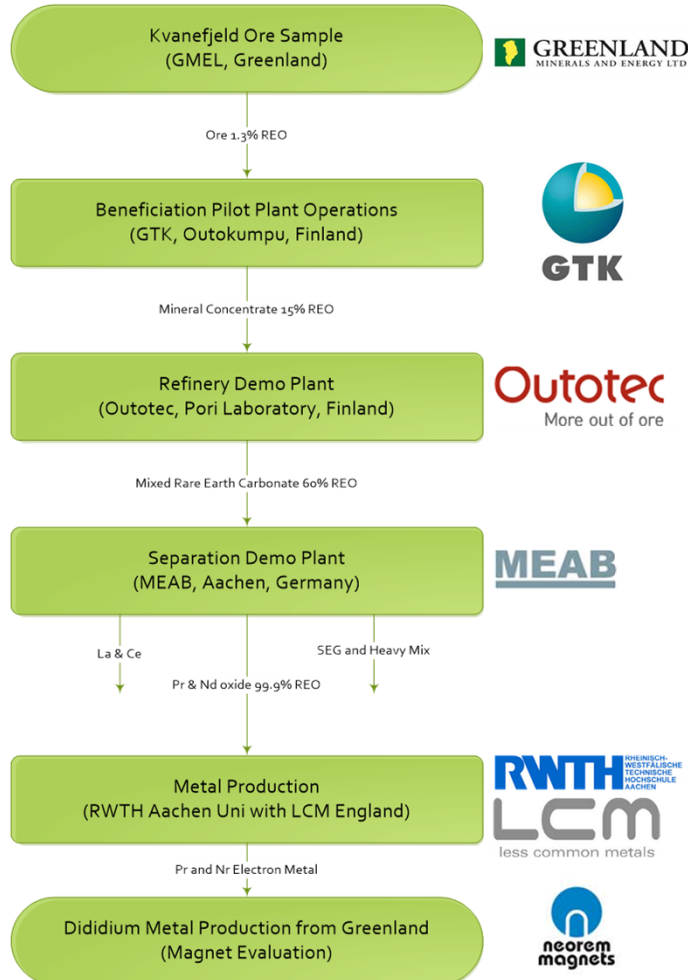 Kvanefjeld Ore Sample
(GMEL, Greenland)
GREENLAND
MINERALS AND ENERGY LTD
Ore 1.3% REO
Beneficiation Pilot Plant Operations
(GTK, Outokumpu, Finland)
GTK
Mineral Concentrate 15% REO
Refinery Demo Plant
(Outotec, Pori Laboratory, Finland)
Outotec
More out of ore
Mixed Rare Earth Carbonate 60% REO
Separation Demo Plant
(MEAB, Aachen, Germany)
MEAB
La & Ce
SEG and Heavy Mix
Pr & Nd oxide 99.9% REO
Metal Production
(RWTH Aachen Uni with LCM England)
RWTH
RHEINISCH-
WESTFÄLISCHE
TECHNISCHE
HOCHSCHULE
AACHEN
LCM
less common metals
Pr and Nr Electron Metal
Dididium Metal Production from Greenland
(Magnet Evaluation)
neorem
magnets